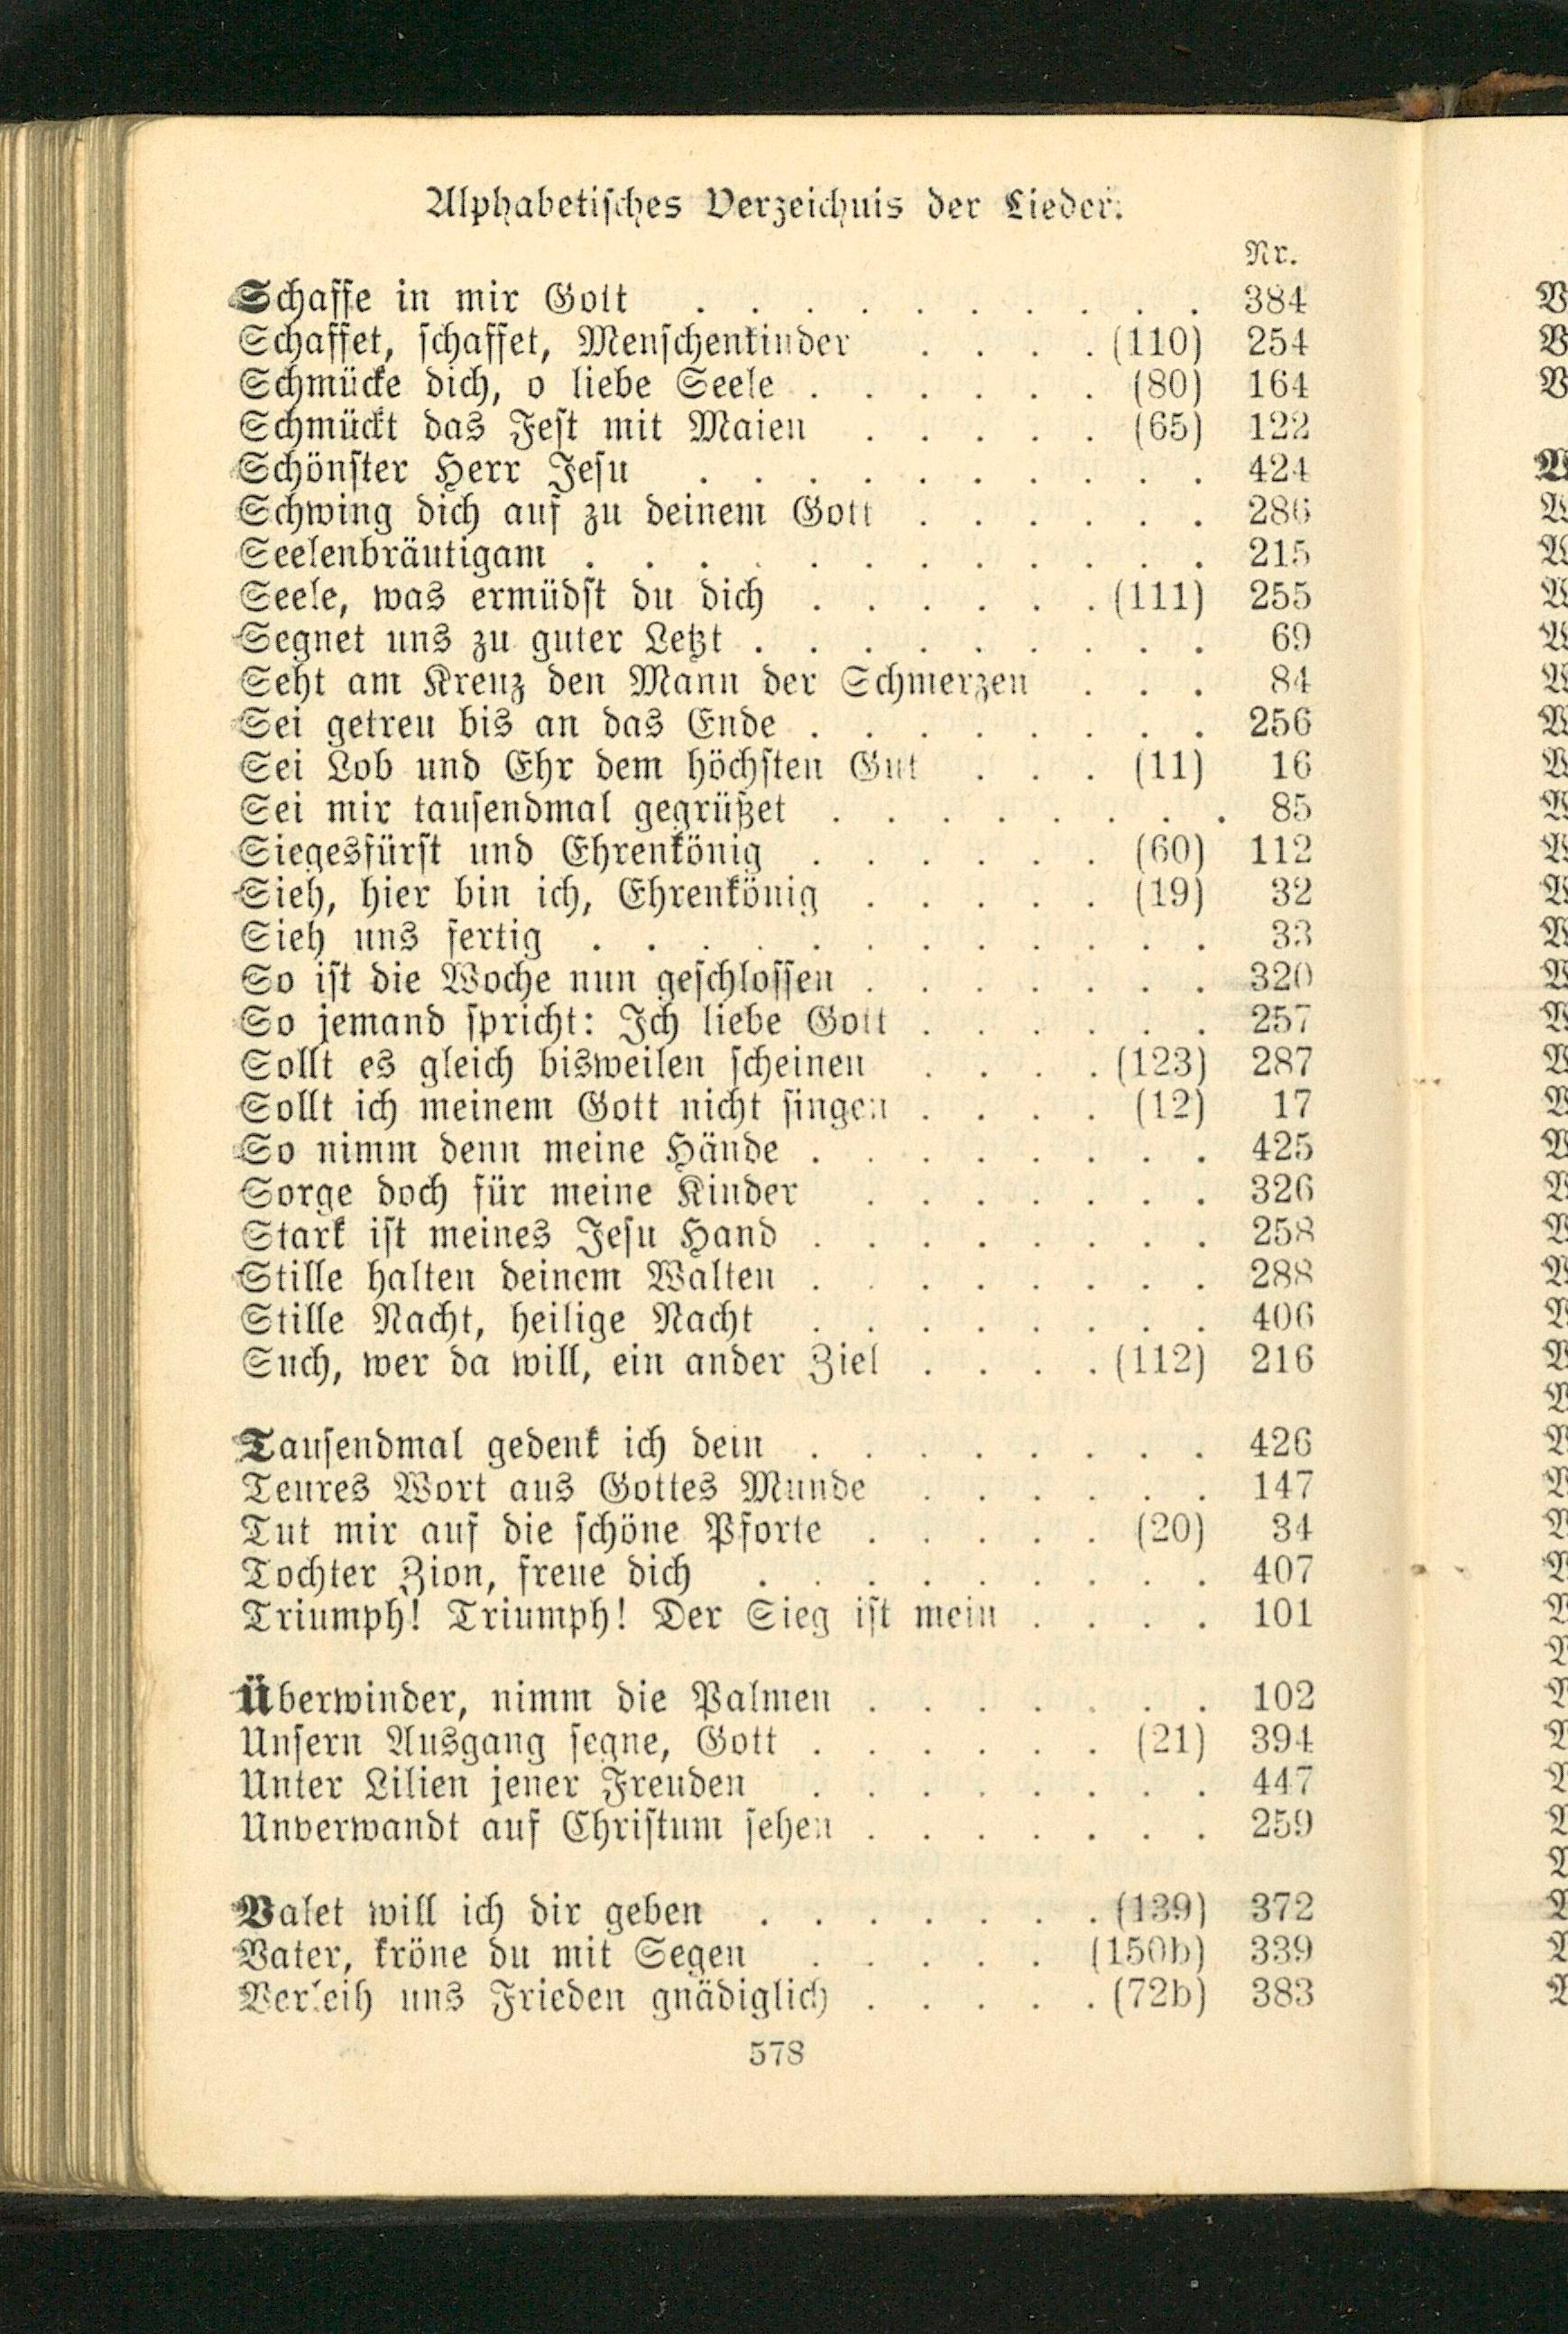 Alphabetisches Verzeichnis der Lieder.
Nr.
Schaffe in mir Gott . . . . . . . . . . 384
Schaffet, schaffet, Menschenkinder . . . . (110) 254
Schmücke dich, o liebe Seele . . . . . . (80) 164
Schmückt das Fest mit Maien . . . . . (65) 122
Schönster Herr Jesu . . . . . . . . . . 424
Schwing dich auf zu deinem Gott . . . . . . 286
Seelenbräutigam . . . . . . . . . . . . 215
Seele, was ermüdst du dich . . . . . . (111) 255
Segnet uns zu guter Letzt . . . . . . . . . 69
Seht am Kreuz den Mann der Schmerzen . . . 84
Sei getreu bis an das Ende . . . . . . . . 256
Sei Lob und Ehr dem höchsten Gut . . . (11) 16
Sei mir tausendmal gegrüßet . . . . . . . . 85
Siegesfürst und Ehrenkönig . . . . . . (60) 112
Sieh, hier bin ich, Ehrenkönig . . . . . (19) 32
Sieh uns fertig . . . . . . . . . . . . 33
So ist die Woche nun geschlossen . . . . . . . 320
So jemand spricht: Ich liebe Gott . . . . . . 257
Sollt es gleich bisweilen scheinen . . . . (123) 287
Sollt ich meinem Gott nicht singen . . . . (12) 17
So nimm denn meine Hände . . . . . . . . 425
Sorge doch für meine Kinder . . . . . . . 326
Stark ist meines Jesu Hand . . . . . . . . 258
Stille halten deinem Walten . . . . . . . . 288
Stille Nacht, heilige Nacht . . . . . . . . 406
Such, wer da will, ein ander Ziel . . . . (112) 216
Tausendmal gedenk ich dein . . . . . . . . 426
Teures Wort aus Gottes Munde . . . . . . 147
Tut mir auf die schöne Pforte . . . . . (20) 34
Tochter Zion, freue dich . . . . . . . . . 407
Triumph! Triumph! Der Sieg ist mein . . . . 101
Überwinder, nimm die Palmen . . . . . . . 102
Unsern Ausgang segne, Gott . . . . . . (21) 394
Unter Lilien jener Freuden . . . . . . . . 447
Unverwandt auf Christum sehen . . . . . . . 259
Valet will ich dir geben . . . . . . . (139) 372
Vater, kröne du mit Segen . . . . . (150b) 339
Verleih uns Frieden gnädiglich . . . . . (72b) 383
578